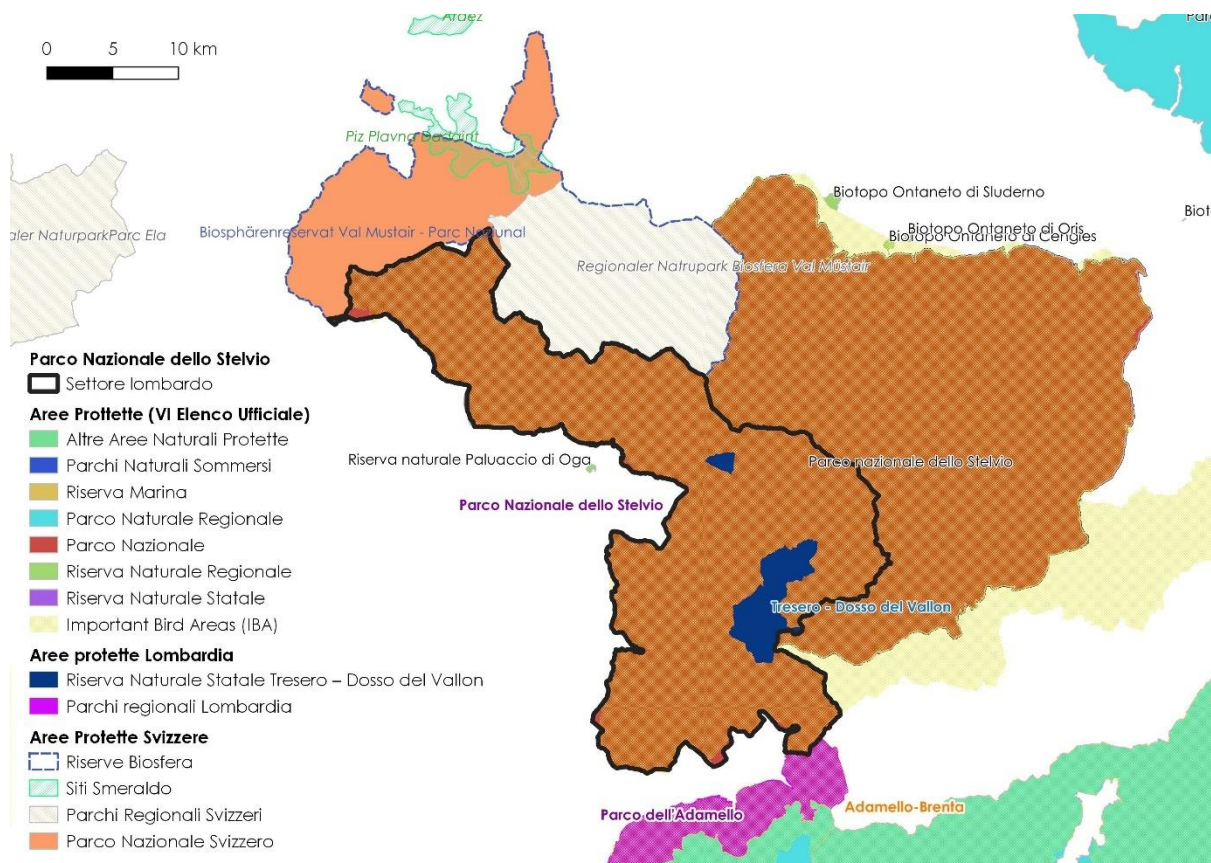 Ardez
Par
0 5 10 km
Piz Plavna Dadaint
Biotopo Ontaneto di Sluderno
Bioto
Biotopo Ontaneto di Oris
Biotopo Ontaneto di Cengles
aler NaturparkParc Ela
Biosphärenreservat Val Mustair - Parc Naziunal
Regionaler Natrupark Biosfera Val Müstair
Parco Nazionale dello Stelvio
Settore lombardo
Aree Prottette (VI Elenco Ufficiale)
Altre Aree Naturali Protette
Parchi Naturali Sommersi
Riserva Marina
Parco Naturale Regionale
Parco Nazionale
Riserva Naturale Regionale
Riserva Naturale Statale
Important Bird Areas (IBA)
Aree protette Lombardia
Riserva Naturale Statale Tresero – Dosso del Vallon
Parchi regionali Lombardia
Aree Protette Svizzere
Riserve Biosfera
Siti Smeraldo
Parchi Regionali Svizzeri
Parco Nazionale Svizzero
Riserva naturale Paluaccio di Oga
Parco nazionale dello Stelvio
Parco Nazionale dello Stelvio
Tresero - Dosso del Vallon
Parco dell'Adamello
Adamello-Brenta